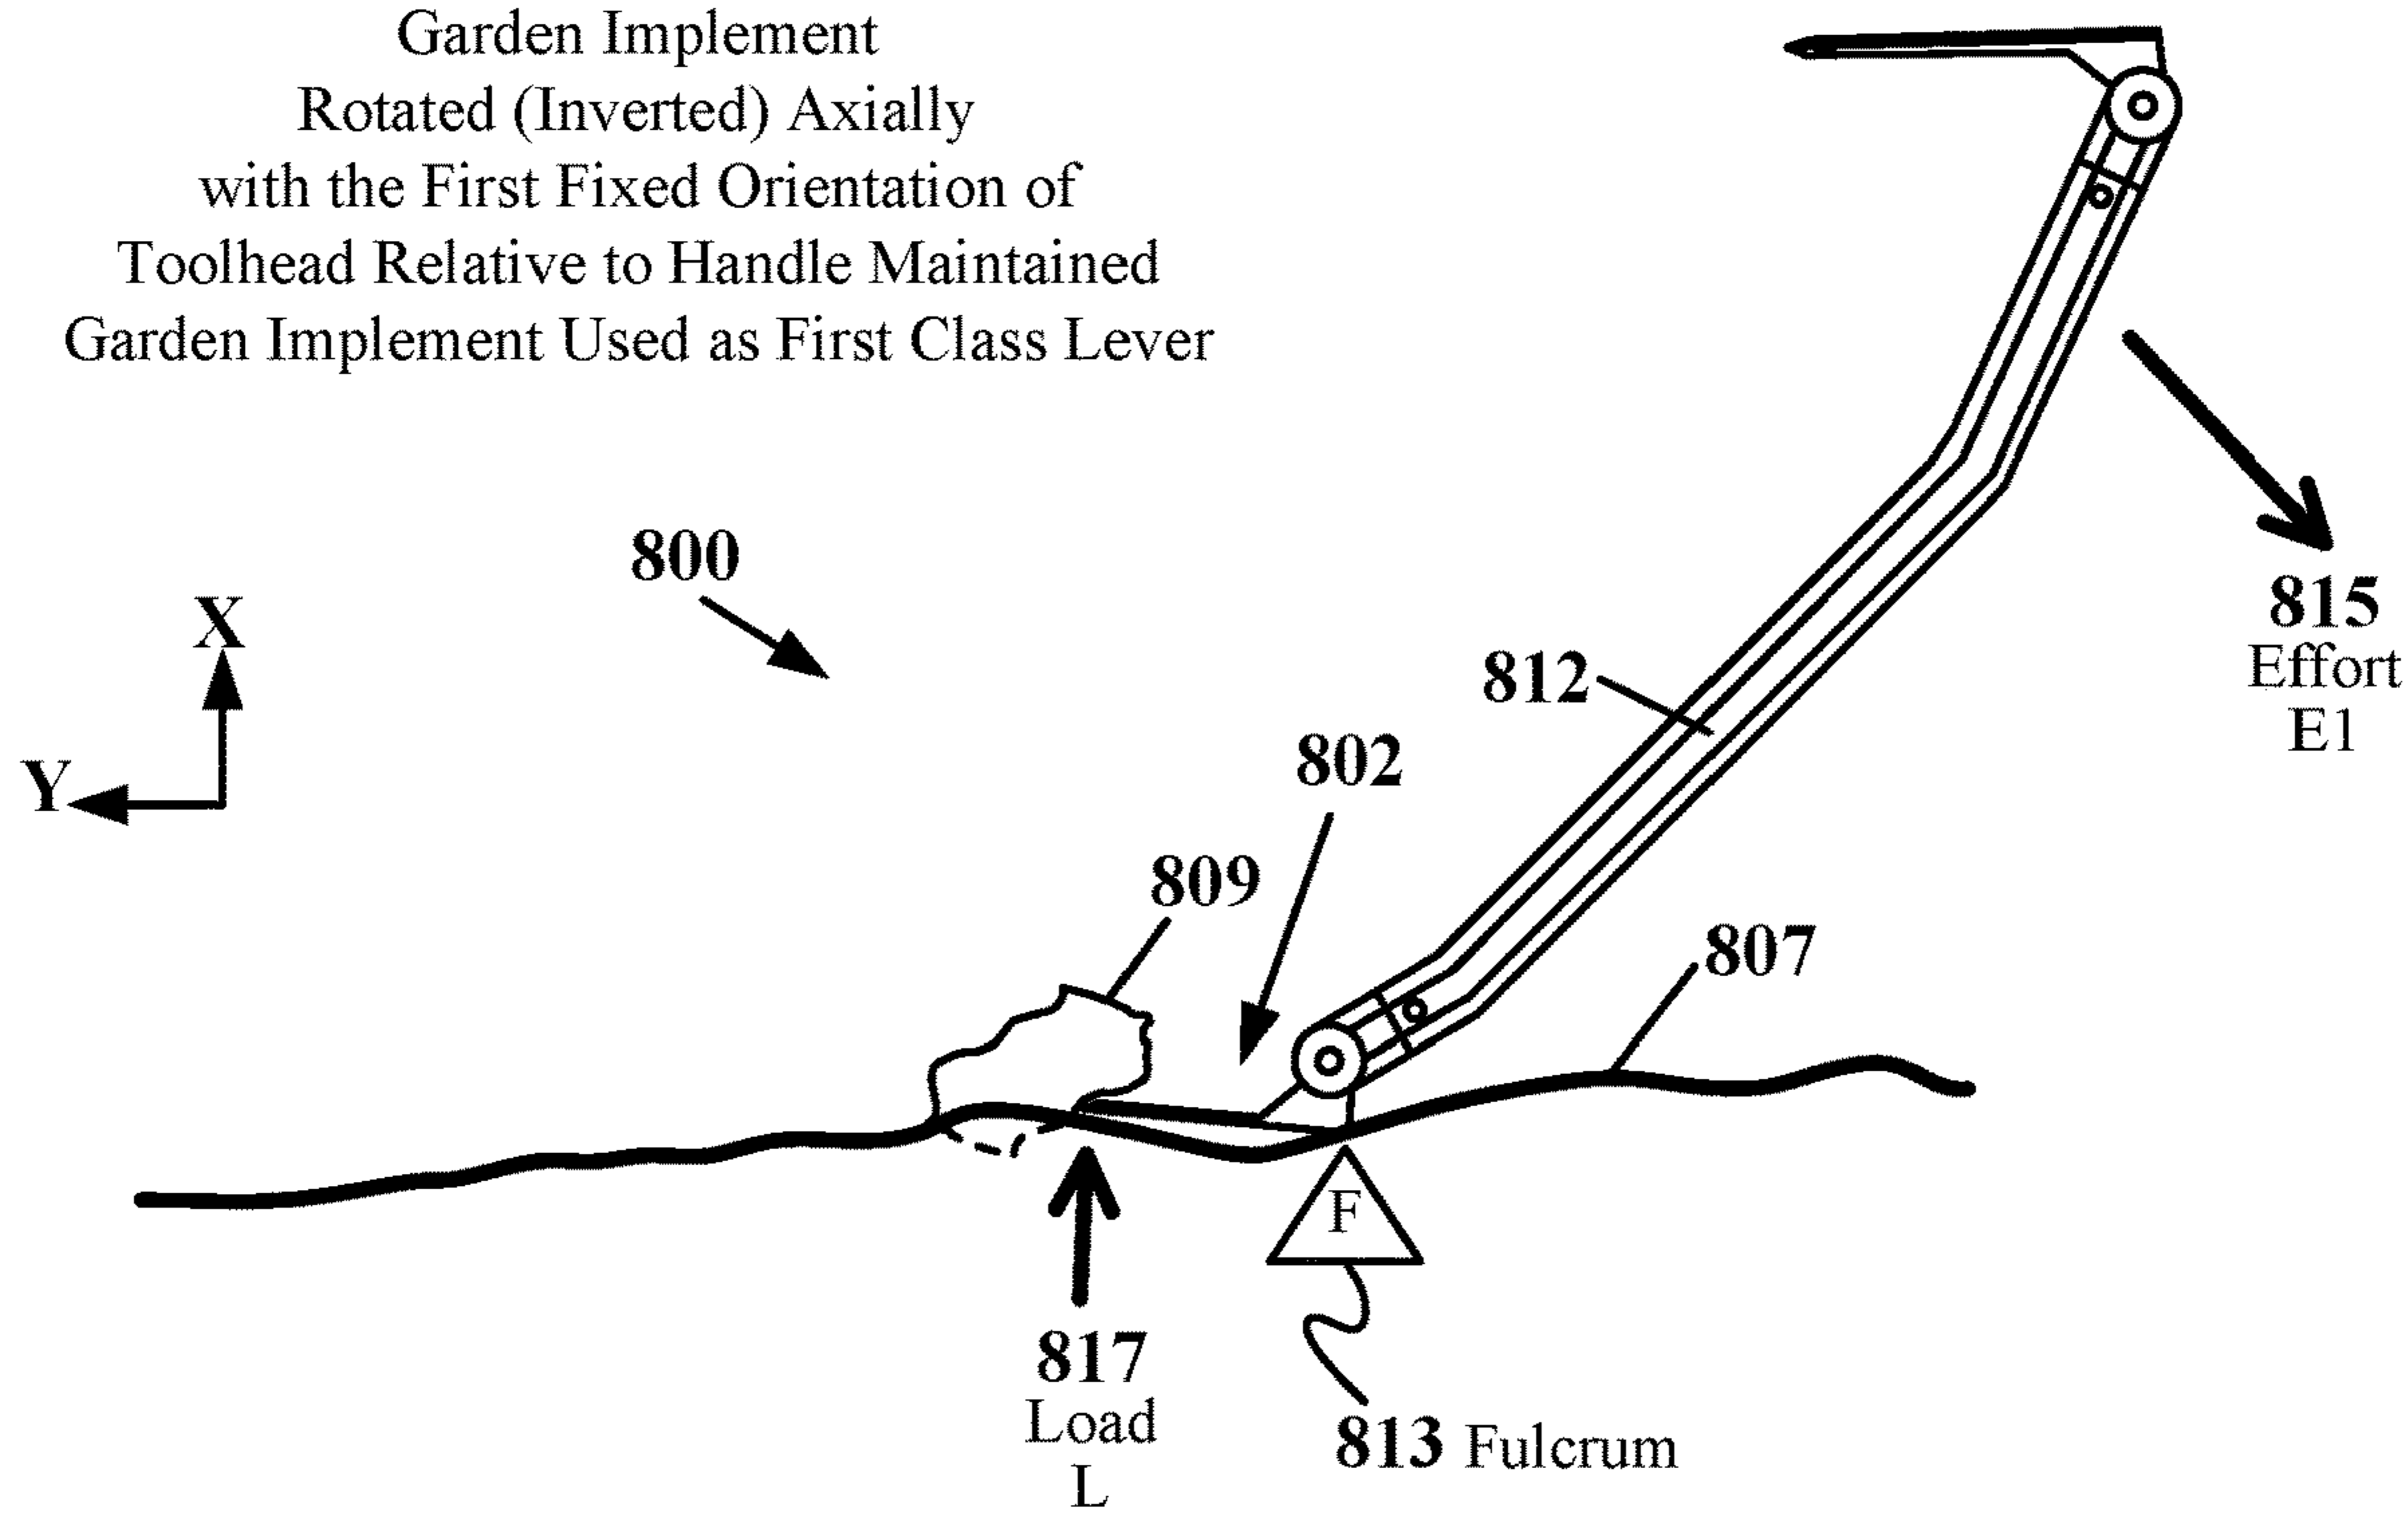 Garden Implement
Rotated (Inverted) Axially
with the First Fixed Orientation of
Toolhead Relative to Handle Maintained
Garden Implement Used as First Class Lever
800
X
Y
815
Effort
E1
812
802
809
807
F
817
Load
L
813 Fulcrum